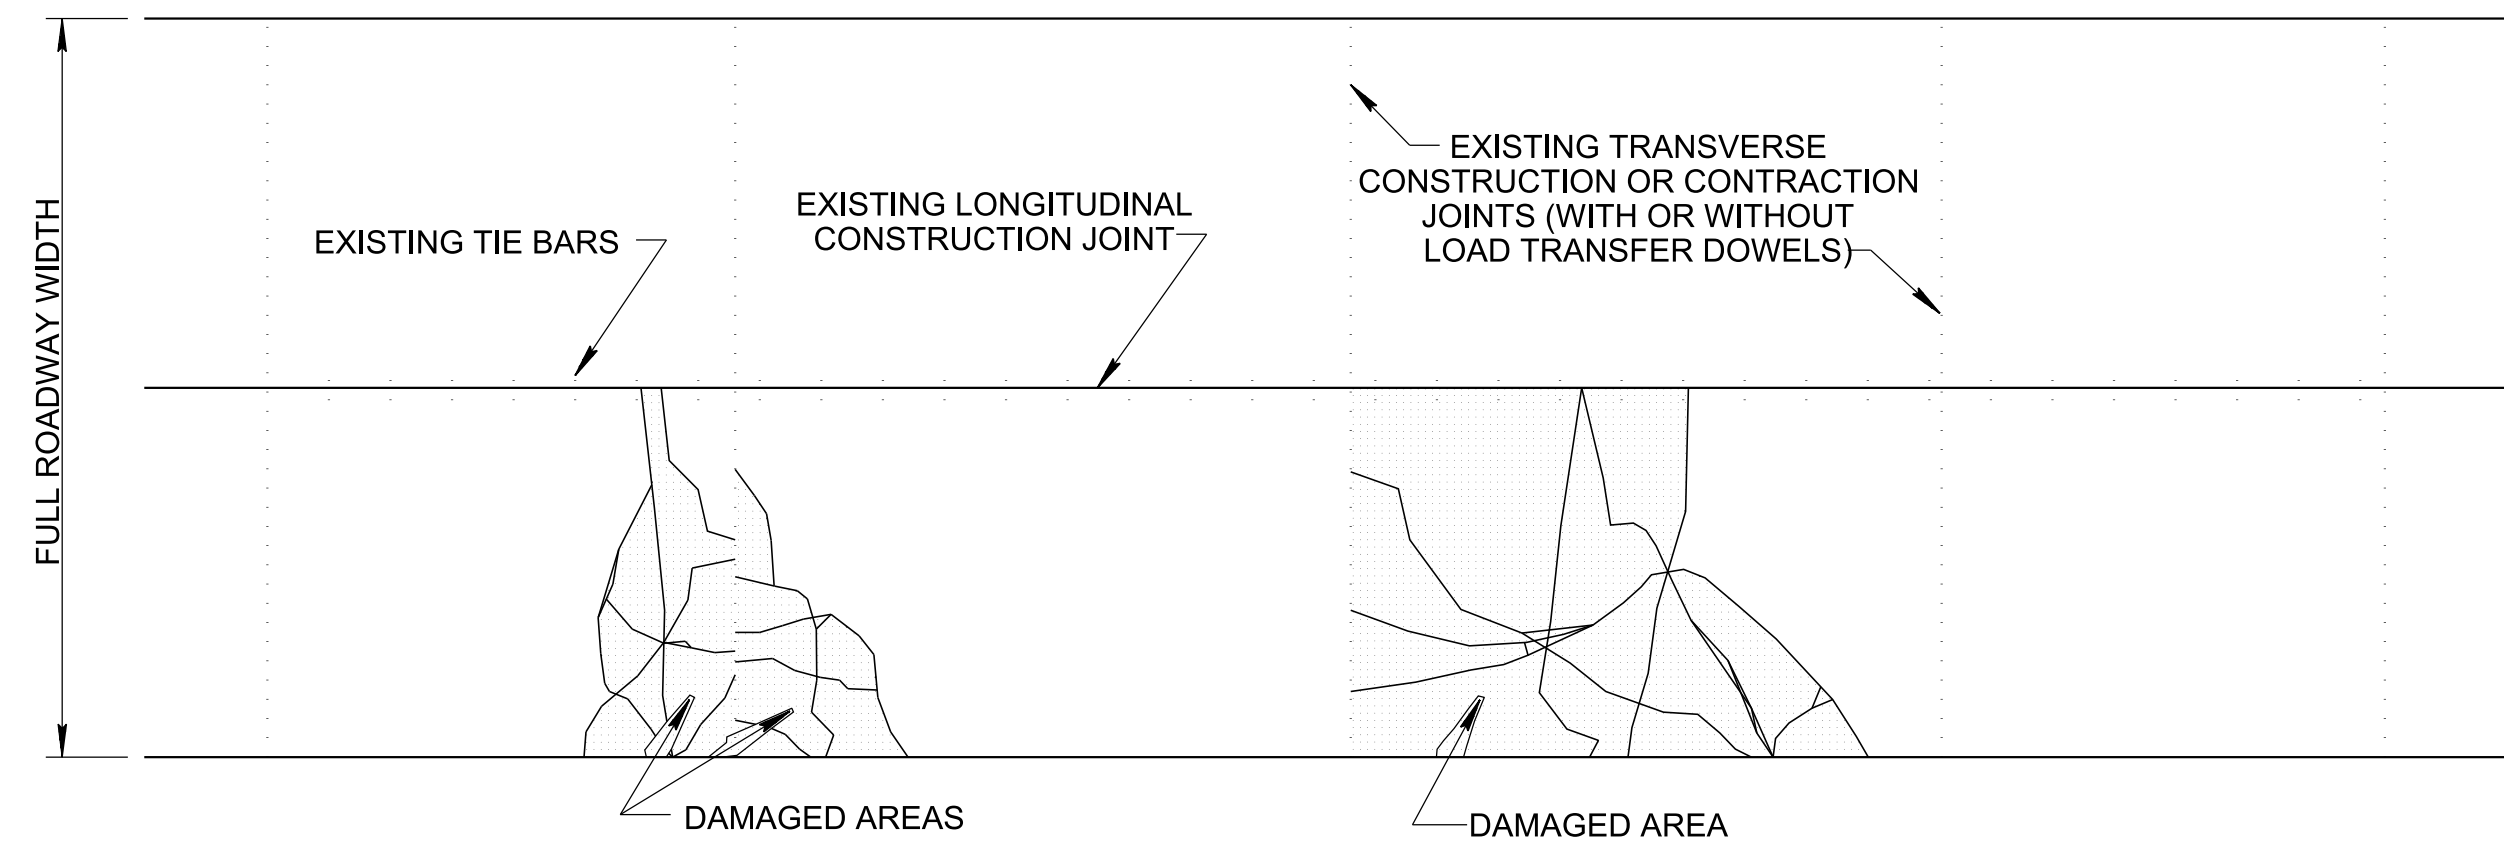 FULL ROADWAY WIDTH
EXISTING TIE BARS
EXISTING LONGITUDINAL
CONSTRUCTION JOINT
EXISTING TRANSVERSE
CONSTRUCTION OR CONTRACTION
JOINTS (WITH OR WITHOUT
LOAD TRANSFER DOWELS)
DAMAGED AREAS
DAMAGED AREA